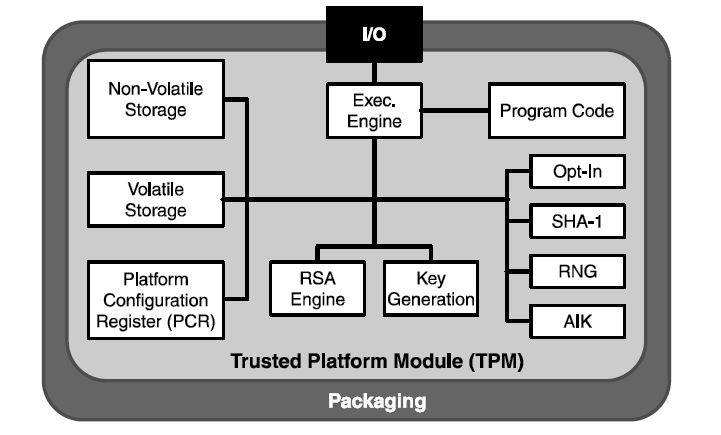 I/O
Non-Volatile
Storage
Exec.
Engine
Program Code
Opt-In
Volatile
Storage
SHA-1
RSA
Engine
Key
Generation
RNG
Platform
Configuration
Register (PCR)
AIK
Trusted Platform Module (TPM)
Packaging